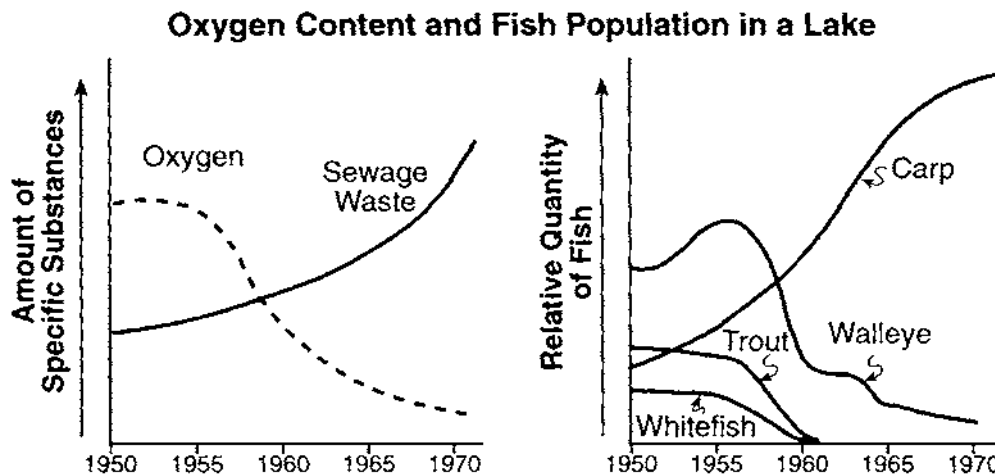 Oxygen Content and Fish Population in a Lake
Amount of
Specific Substances
Oxygen
Sewage
Waste
1950 1955 1960 1965 1970
Relative Quantity
of Fish
Carp
Trout
Walleye
Whitefish
1950 1955 1960 1965 1970